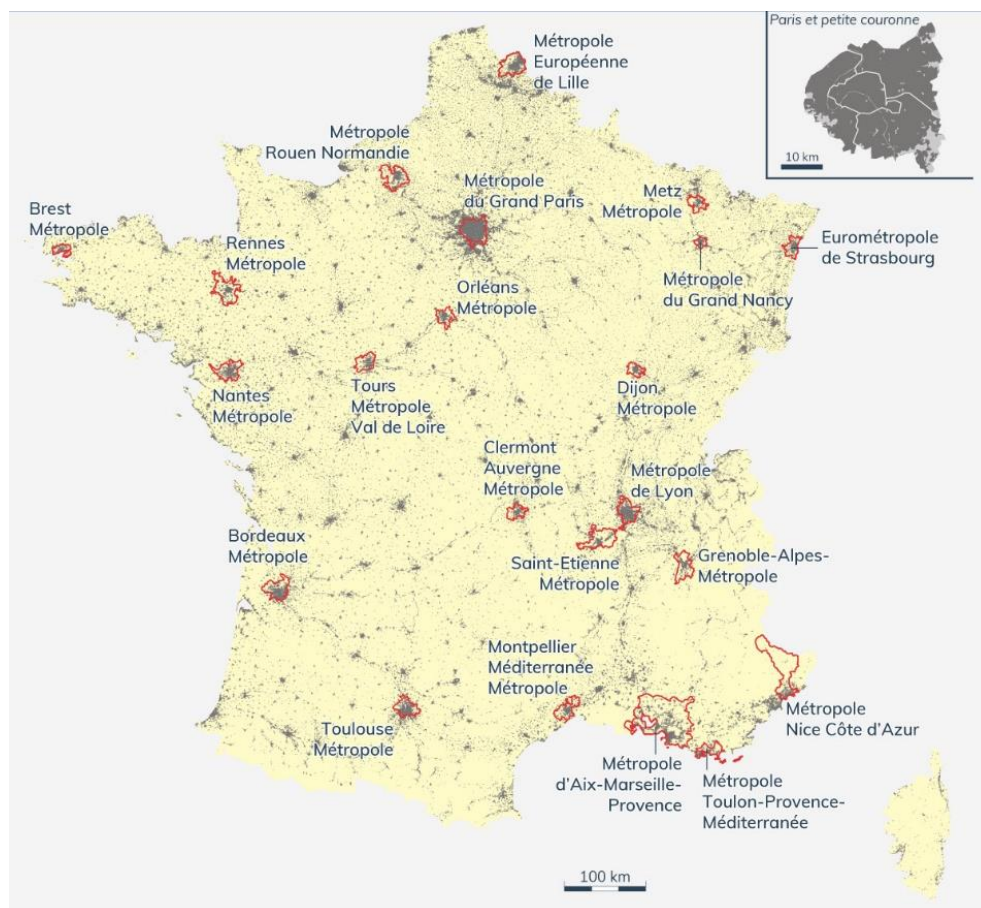 Paris et petite couronne
10 km
Métropole
Européenne
de Lille
Métropole
Rouen Normandie
Métropole
du Grand Paris
Metz
Métropole
Brest
Métropole
Rennes
Métropole
Eurométropole
de Strasbourg
Métropole
du Grand Nancy
Orléans
Métropole
Nantes
Métropole
Tours
Métropole
Val de Loire
Dijon
Métropole
Clermont
Auvergne
Métropole
Métropole
de Lyon
Bordeaux
Métropole
Saint-Etienne
Métropole
Grenoble-Alpes-
Métropole
Montpellier
Méditerranée
Métropole
Toulouse
Métropole
Métropole
Nice Côte d'Azur
Métropole
d'Aix-Marseille-
Provence
Métropole
Toulon-Provence-
Méditerranée
100 km